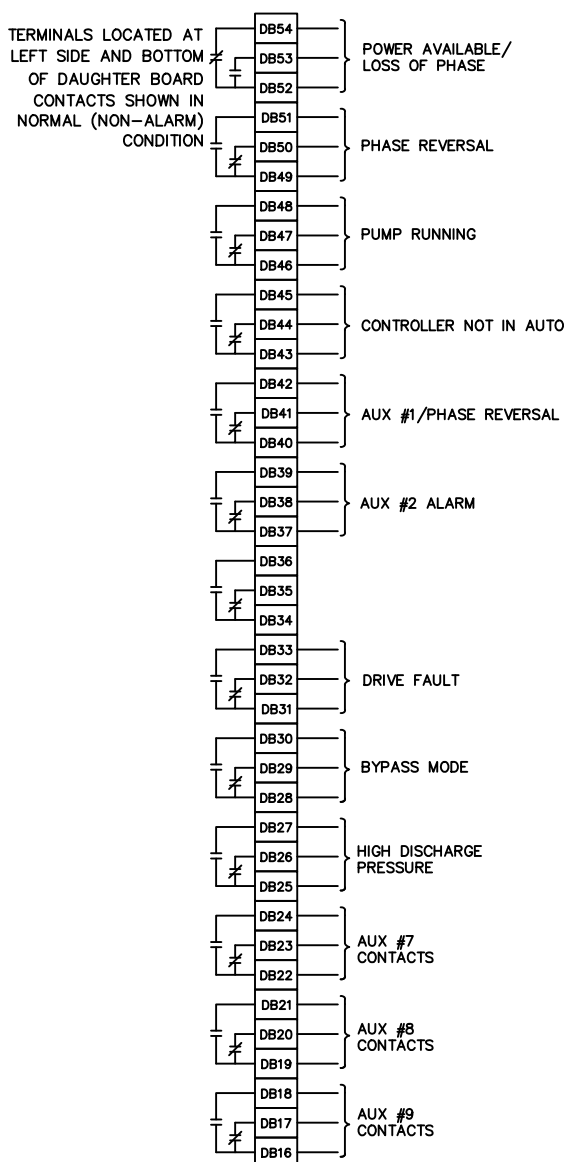 TERMINALS LOCATED AT
LEFT SIDE AND BOTTOM
OF DAUGHTER BOARD
CONTACTS SHOWN IN
NORMAL (NON-ALARM)
CONDITION
DB54
DB53
DB52
POWER AVAILABLE/
LOSS OF PHASE
DB51
DB50
DB49
PHASE REVERSAL
DB48
DB47
DB46
PUMP RUNNING
DB45
DB44
DB43
CONTROLLER NOT IN AUTO
DB42
DB41
DB40
AUX #1/PHASE REVERSAL
DB39
DB38
DB37
AUX #2 ALARM
DB36
DB35
DB34
DB33
DB32
DB31
DRIVE FAULT
DB30
DB29
DB28
BYPASS MODE
DB27
DB26
DB25
HIGH DISCHARGE
PRESSURE
DB24
DB23
DB22
AUX #7
CONTACTS
DB21
DB20
DB19
AUX #8
CONTACTS
DB18
DB17
DB16
AUX #9
CONTACTS